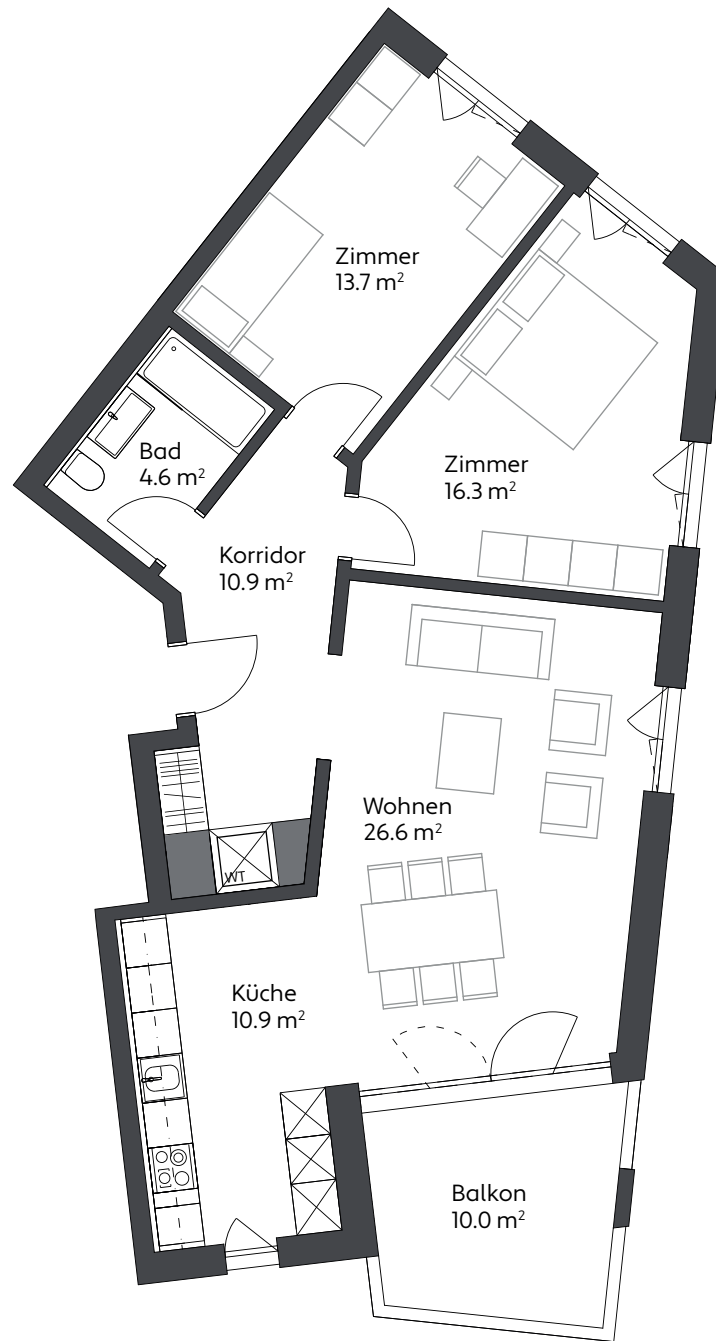 Zimmer
13.7 m²
Bad
4.6 m²
Zimmer
16.3 m²
Korridor
10.9 m²
Wohnen
26.6 m²
WT
Küche
10.9 m²
Balkon
10.0 m²